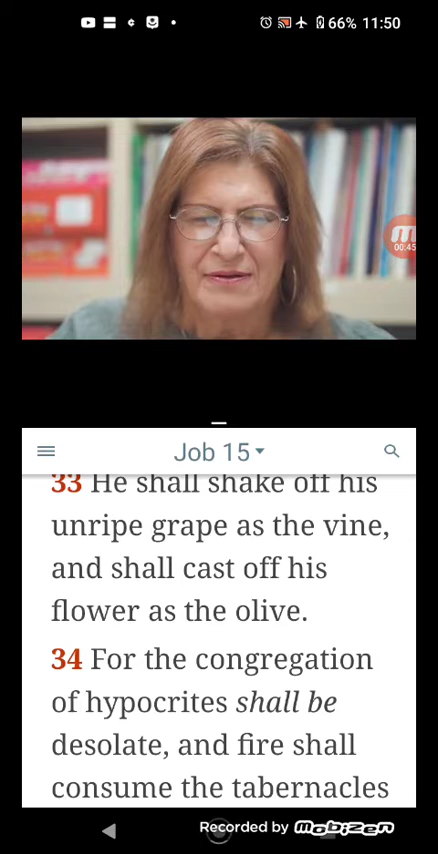 66% 11:50
00:45
Job 15
33 He shall shake off his
unripe grape as the vine,
and shall cast off his
flower as the olive.
34 For the congregation
of hypocrites shall be
desolate, and fire shall
consume the tabernacles
Recorded by mobizen